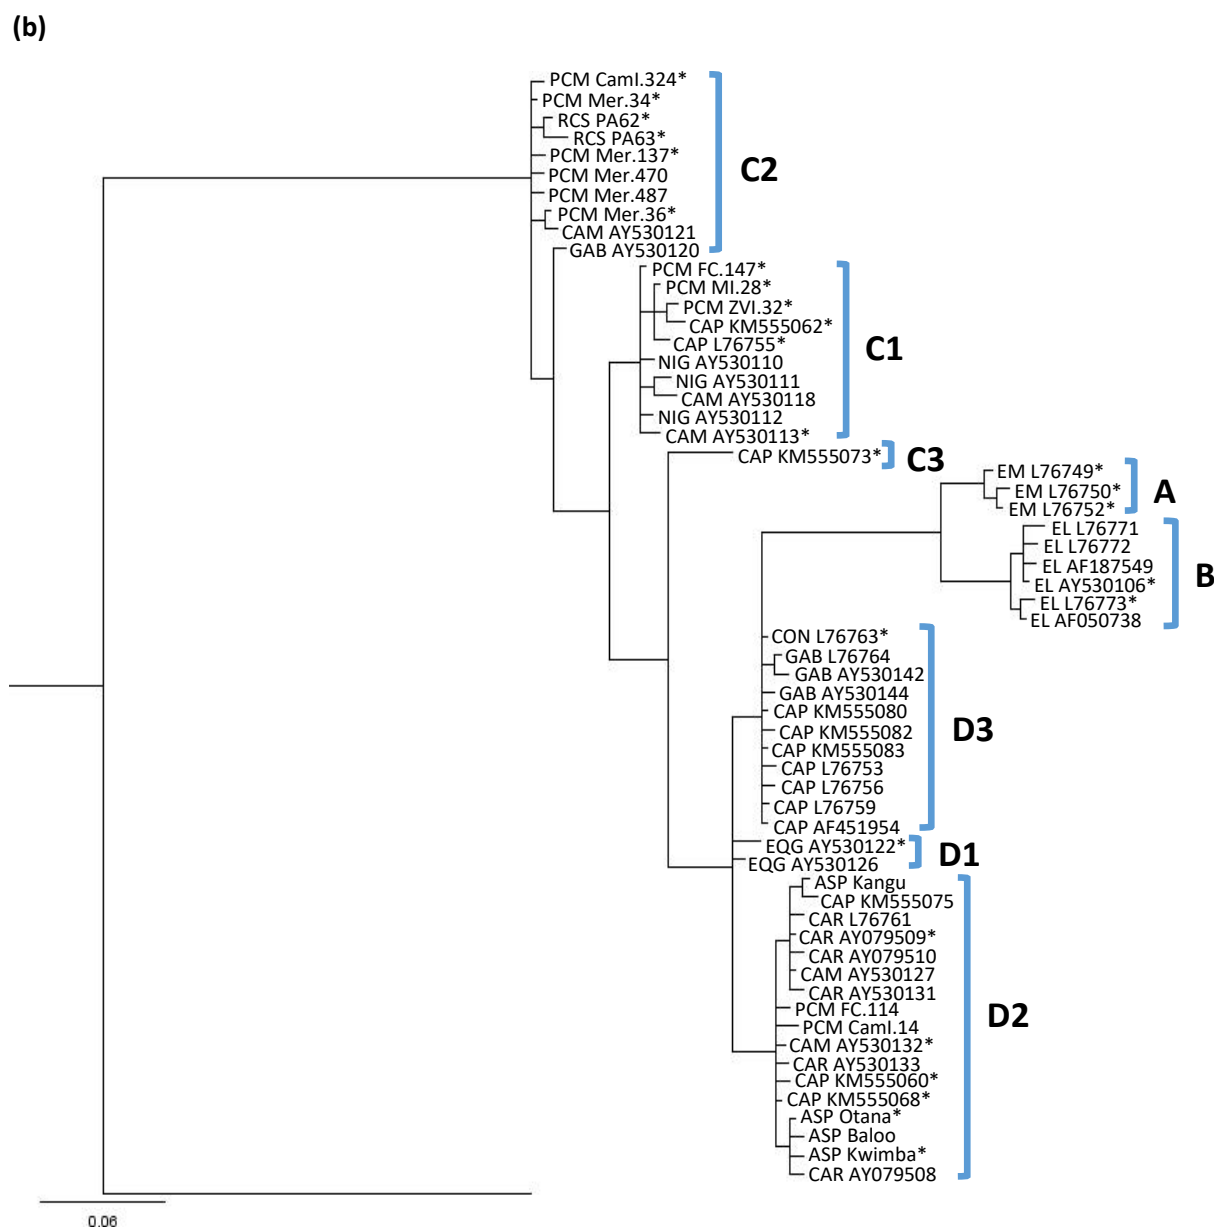 (b)
PCM CamI.324*
PCM Mer.34*
RCS PA62*
RCS PA63*
PCM Mer.137*
PCM Mer.470
PCM Mer.487
PCM Mer.36*
CAM AY530121
GAB AY530120
C2
PCM FC.147*
PCM MI.28*
PCM ZVI.32*
CAP KM555062*
CAP L76755*
NIG AY530110
NIG AY530111
CAM AY530118
NIG AY530112
CAM AY530113*
C1
CAP KM555073*
C3
EM L76749*
EM L76750*
EM L76752*
A
EL L76771
EL L76772
EL AF187549
EL AY530106*
EL L76773*
EL AF050738
B
CON L76763*
GAB L76764
GAB AY530142
GAB AY530144
CAP KM555080
CAP KM555082
CAP KM555083
CAP L76753
CAP L76756
CAP L76759
CAP AF451954
D3
EQG AY530122*
EQG AY530126
D1
ASP Kangu
CAP KM555075
CAR L76761
CAR AY079509*
CAR AY079510
CAM AY530127
CAR AY530131
PCM FC.114
PCM CamI.14
CAM AY530132*
CAR AY530133
CAP KM555060*
CAP KM555068*
ASP Otana*
ASP Baloo
ASP Kwimba*
CAR AY079508
D2
0.06